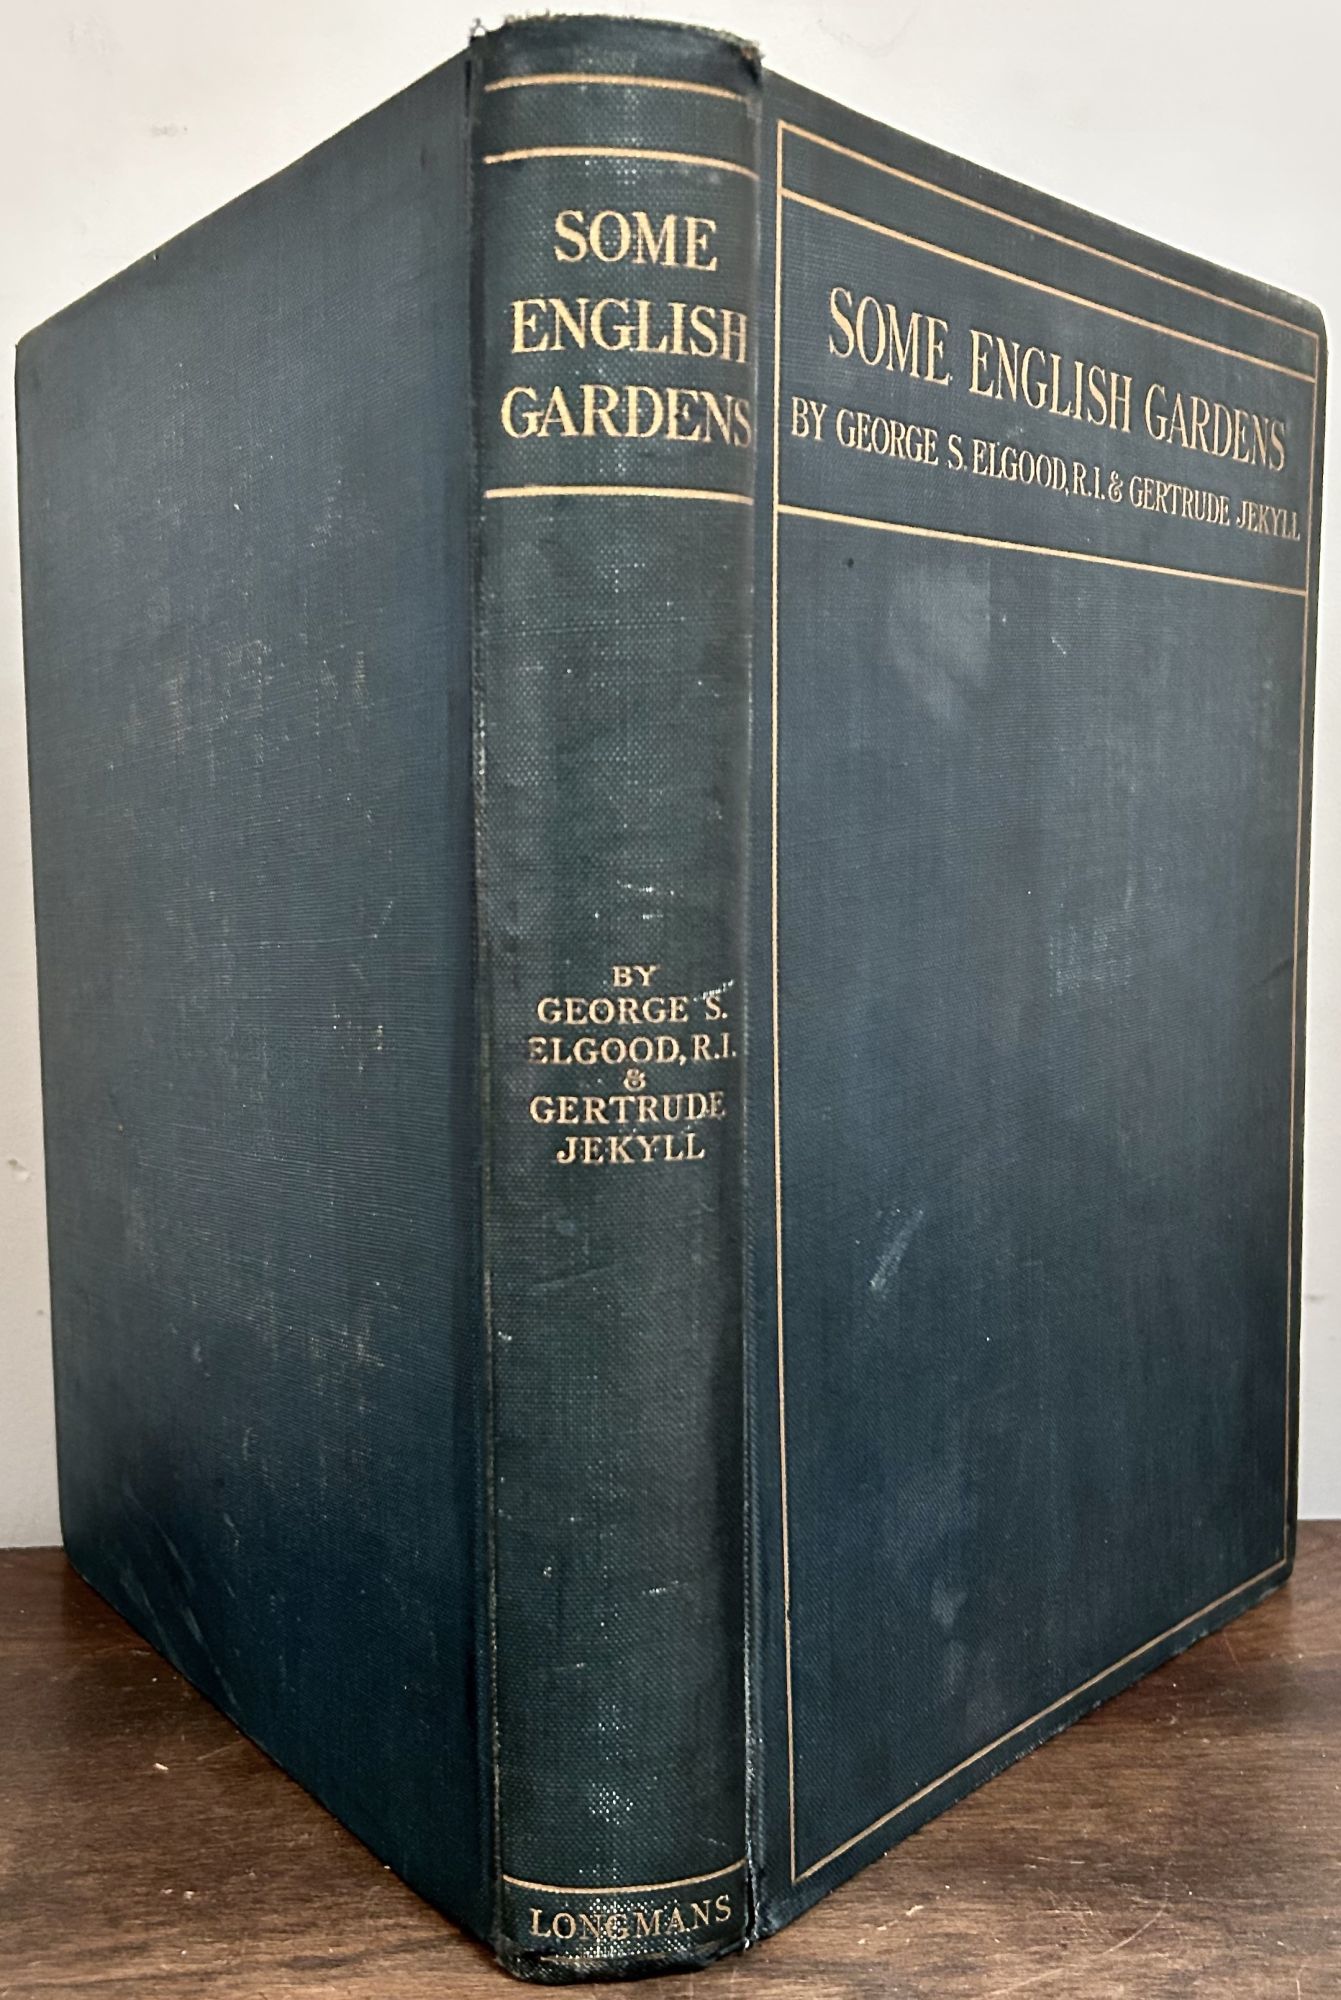 SOME
ENGLISH
GARDENS
BY
GEORGE S.
ELGOOD, R.I.
&
GERTRUDE
JEKYLL
LONGMANS
SOME ENGLISH GARDENS
BY GEORGE S. ELGOOD, R.I. & GERTRUDE JEKYLL